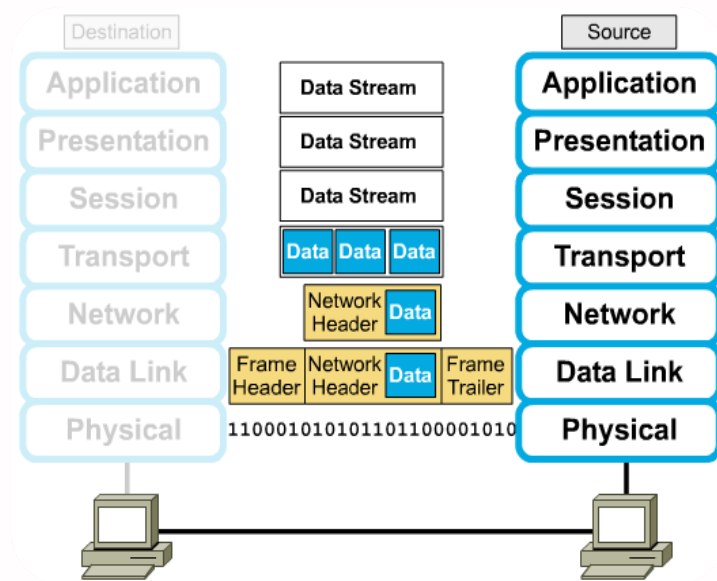 Destination
Source
Application
Data Stream
Application
Presentation
Data Stream
Presentation
Session
Data Stream
Session
Transport
Data Data Data
Transport
Network
Network
Header
Data
Network
Data Link
Frame
Header
Network
Header
Data
Frame
Trailer
Data Link
Physical
110001010101101100001010
Physical